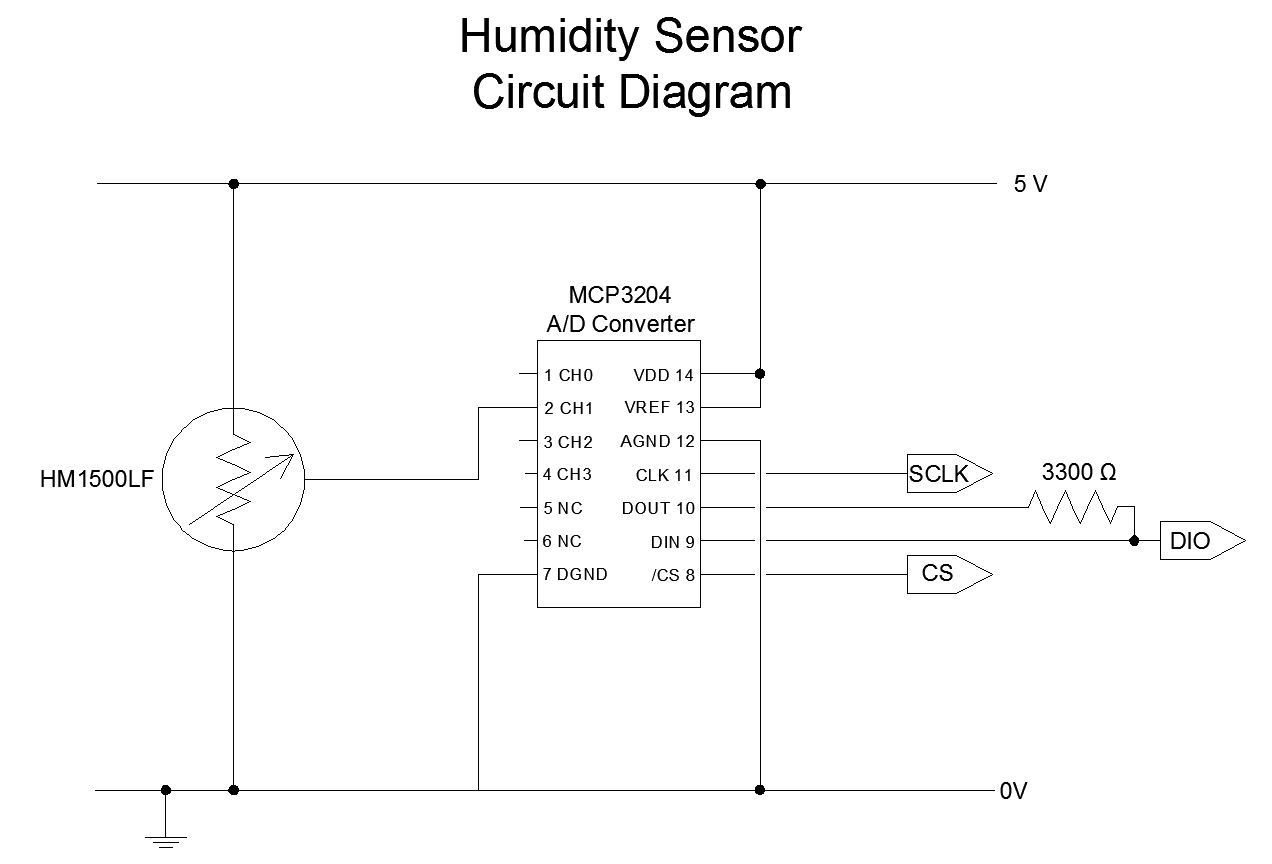 Humidity Sensor
Circuit Diagram
5 V
MCP3204
A/D Converter
1 CH0
VDD 14
2 CH1
VREF 13
3 CH2
AGND 12
4 CH3
CLK 11
5 NC
DOUT 10
6 NC
DIN 9
7 DGND
/CS 8
HM1500LF
SCLK
3300 Ω
DIO
CS
0V